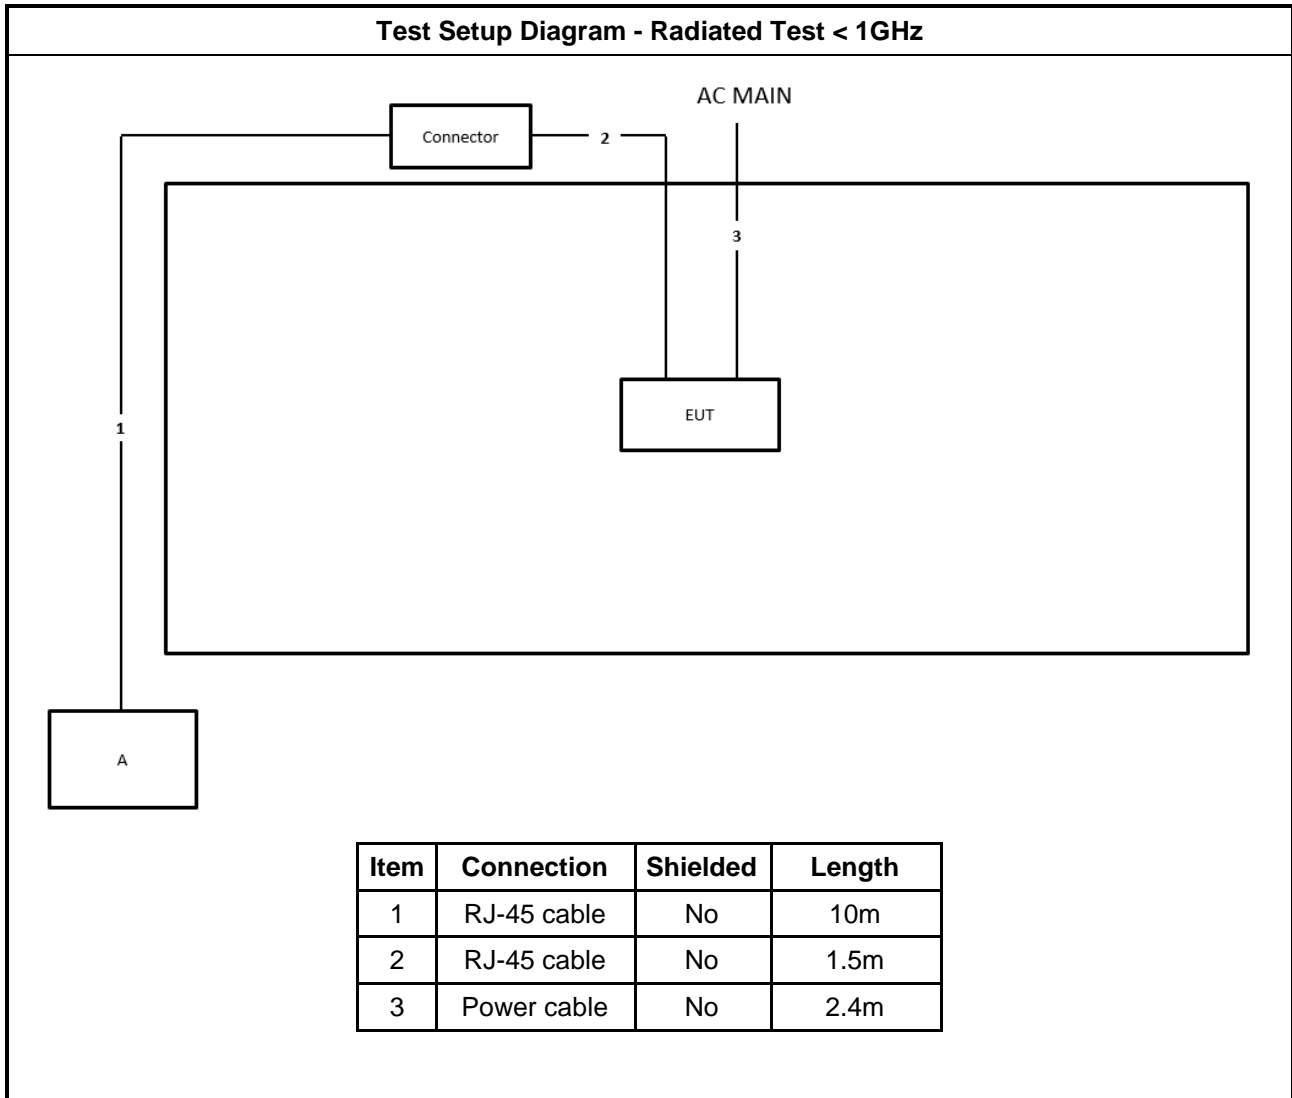 Test Setup Diagram - Radiated Test < 1GHz
AC MAIN
Connector
2
3
EUT
1
A
Item Connection Shielded Length
1 RJ-45 cable No 10m
2 RJ-45 cable No 1.5m
3 Power cable No 2.4m